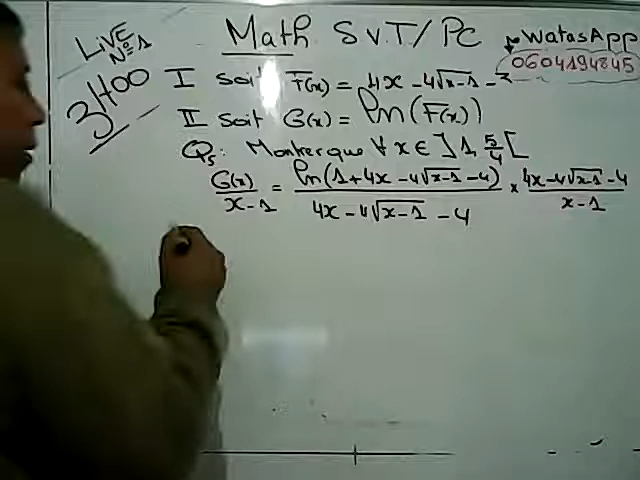 LiVE
N°1
3H00
Math SVT/PC
WatasApp
0604194845
I soit F(x) = 4x - 4√x-1 - 3
II soit G(x) = ln(F(x))
Q5: Montrer que ∀ x ∈ ]1, 5/4[
G(x)/x-1 = ln(1+4x-4√x-1-4)/4x-4√x-1-4 × 4x-4√x-1-4/x-1